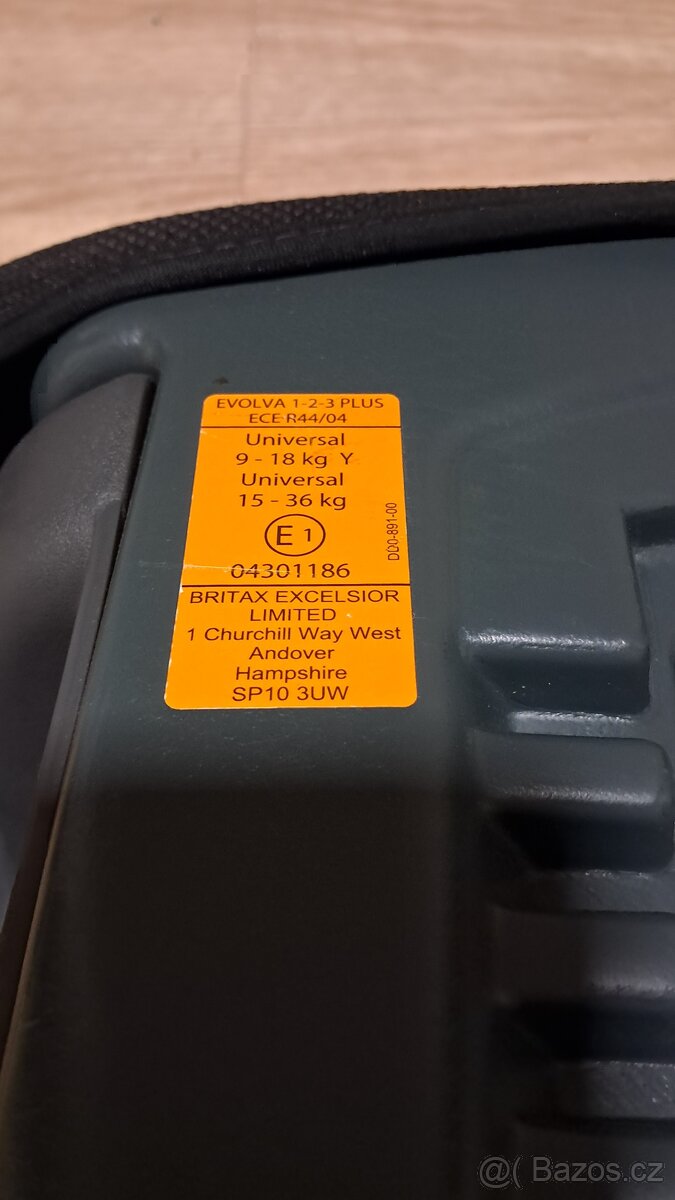 EVOLVA 1-2-3 PLUS
ECE R44/04
Universal
9 - 18 kg Y
Universal
15 - 36 kg
E 1
DD0-891-00
04301186
BRITAX EXCELSIOR
LIMITED
1 Churchill Way West
Andover
Hampshire
SP10 3UW
@( Bazos.cz